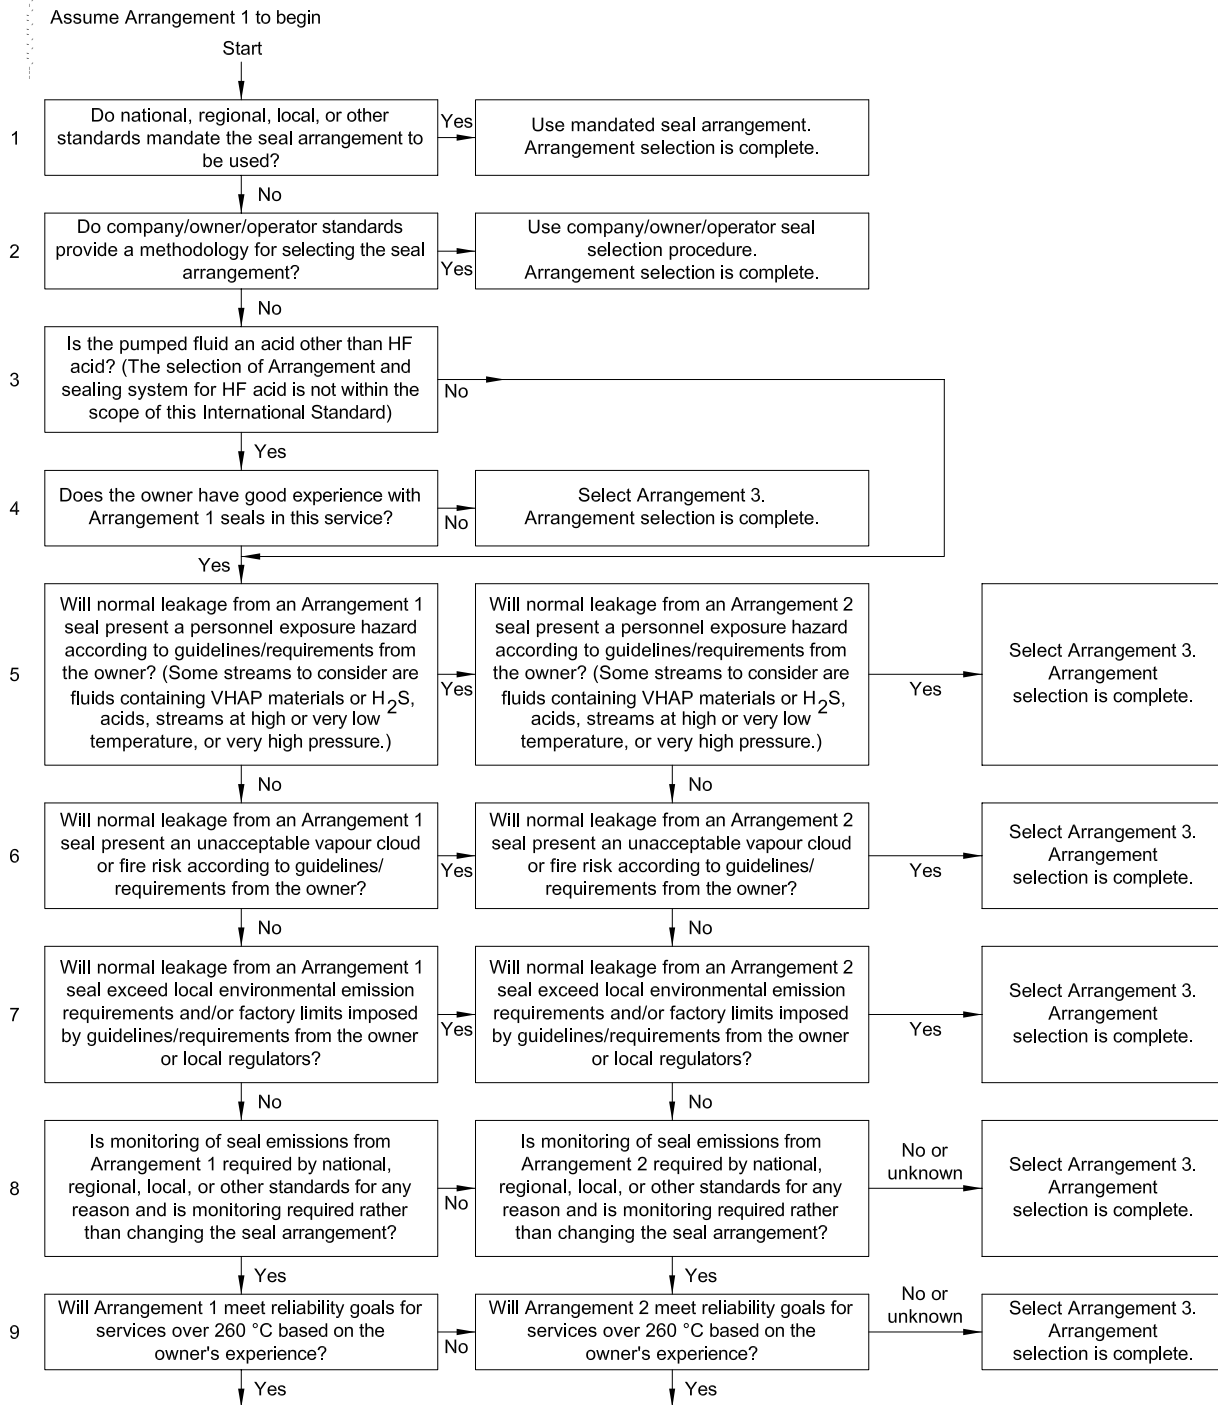 Assume Arrangement 1 to begin
Start
1
Do national, regional, local, or other
standards mandate the seal arrangement to
be used?
Yes
Use mandated seal arrangement.
Arrangement selection is complete.
No
2
Do company/owner/operator standards
provide a methodology for selecting the seal
arrangement?
Yes
Use company/owner/operator seal
selection procedure.
Arrangement selection is complete.
No
3
Is the pumped fluid an acid other than HF
acid? (The selection of Arrangement and
sealing system for HF acid is not within the
scope of this International Standard)
No
Yes
4
Does the owner have good experience with
Arrangement 1 seals in this service?
No
Select Arrangement 3.
Arrangement selection is complete.
Yes
5
Will normal leakage from an Arrangement 1
seal present a personnel exposure hazard
according to guidelines/requirements from
the owner? (Some streams to consider are
fluids containing VHAP materials or H2S,
acids, streams at high or very low
temperature, or very high pressure.)
Yes
Will normal leakage from an Arrangement 2
seal present a personnel exposure hazard
according to guidelines/requirements from
the owner? (Some streams to consider are
fluids containing VHAP materials or H2S,
acids, streams at high or very low
temperature, or very high pressure.)
Yes
Select Arrangement 3.
Arrangement
selection is complete.
No
No
6
Will normal leakage from an Arrangement 1
seal present an unacceptable vapour cloud
or fire risk according to guidelines/
requirements from the owner?
Yes
Will normal leakage from an Arrangement 2
seal present an unacceptable vapour cloud
or fire risk according to guidelines/
requirements from the owner?
Yes
Select Arrangement 3.
Arrangement
selection is complete.
No
No
7
Will normal leakage from an Arrangement 1
seal exceed local environmental emission
requirements and/or factory limits imposed
by guidelines/requirements from the owner
or local regulators?
Yes
Will normal leakage from an Arrangement 2
seal exceed local environmental emission
requirements and/or factory limits imposed
by guidelines/requirements from the owner
or local regulators?
Yes
Select Arrangement 3.
Arrangement
selection is complete.
No
No
8
Is monitoring of seal emissions from
Arrangement 1 required by national,
regional, local, or other standards for any
reason and is monitoring required rather
than changing the seal arrangement?
No
Is monitoring of seal emissions from
Arrangement 2 required by national,
regional, local, or other standards for any
reason and is monitoring required rather
than changing the seal arrangement?
No or
unknown
Select Arrangement 3.
Arrangement
selection is complete.
Yes
Yes
9
Will Arrangement 1 meet reliability goals for
services over 260 °C based on the
owner's experience?
No
Will Arrangement 2 meet reliability goals for
services over 260 °C based on the
owner's experience?
No or
unknown
Select Arrangement 3.
Arrangement
selection is complete.
Yes
Yes